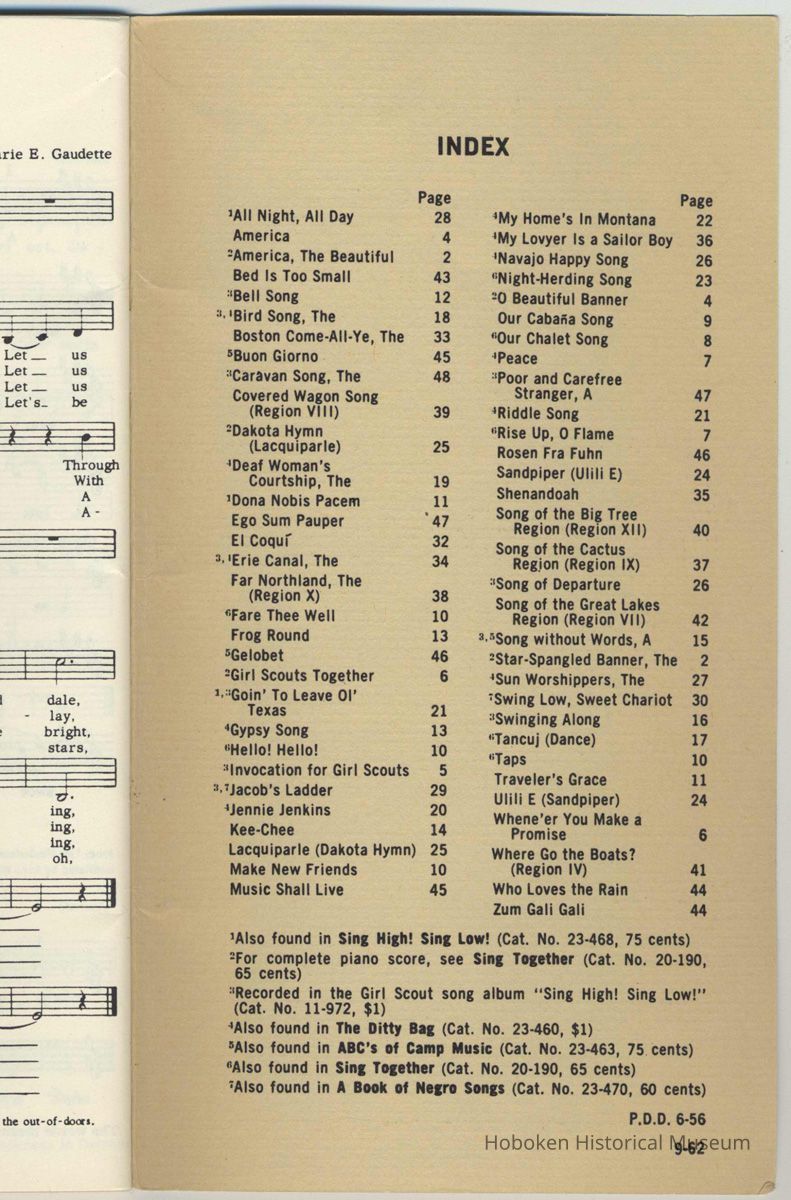 rie E. Gaudette
Let us
Let us
Let us
Let's be
Through
With
A
A -
dale,
- lay,
bright,
stars,
ing,
ing,
ing,
oh,
the out-of-doors.
INDEX
Page
¹All Night, All Day 28
America 4
²America, The Beautiful 2
Bed Is Too Small 43
³Bell Song 12
³,⁴Bird Song, The 18
Boston Come-All-Ye, The 33
⁵Buon Giorno 45
³Caravan Song, The 48
Covered Wagon Song
(Region VIII) 39
²Dakota Hymn
(Lacquiparle) 25
⁴Deaf Woman's
Courtship, The 19
¹Dona Nobis Pacem 11
Ego Sum Pauper 47
El Coquí 32
³,¹Erie Canal, The 34
Far Northland, The
(Region X) 38
⁶Fare Thee Well 10
Frog Round 13
⁵Gelobet 46
²Girl Scouts Together 6
¹,³Goin' To Leave Ol'
Texas 21
⁴Gypsy Song 13
⁶Hello! Hello! 10
³Invocation for Girl Scouts 5
³,⁷Jacob's Ladder 29
⁴Jennie Jenkins 20
Kee-Chee 14
Lacquiparle (Dakota Hymn) 25
Make New Friends 10
Music Shall Live 45
Page
⁴My Home's In Montana 22
⁴My Lovyer Is a Sailor Boy 36
⁴Navajo Happy Song 26
⁶Night-Herding Song 23
²O Beautiful Banner 4
Our Cabaña Song 9
⁶Our Chalet Song 8
⁴Peace 7
³Poor and Carefree
Stranger, A 47
⁴Riddle Song 21
⁶Rise Up, O Flame 7
Rosen Fra Fuhn 46
Sandpiper (Ulili E) 24
Shenandoah 35
Song of the Big Tree
Region (Region XII) 40
Song of the Cactus
Region (Region IX) 37
³Song of Departure 26
Song of the Great Lakes
Region (Region VII) 42
³,⁵Song without Words, A 15
²Star-Spangled Banner, The 2
⁴Sun Worshippers, The 27
⁷Swing Low, Sweet Chariot 30
³Swinging Along 16
⁶Tancuj (Dance) 17
⁶Taps 10
Traveler's Grace 11
Ulili E (Sandpiper) 24
Whene'er You Make a
Promise 6
Where Go the Boats?
(Region IV) 41
Who Loves the Rain 44
Zum Gali Gali 44
¹Also found in Sing High! Sing Low! (Cat. No. 23-468, 75 cents)
²For complete piano score, see Sing Together (Cat. No. 20-190,
65 cents)
³Recorded in the Girl Scout song album "Sing High! Sing Low!"
(Cat. No. 11-972, $1)
⁴Also found in The Ditty Bag (Cat. No. 23-460, $1)
⁵Also found in ABC's of Camp Music (Cat. No. 23-463, 75 cents)
⁶Also found in Sing Together (Cat. No. 20-190, 65 cents)
⁷Also found in A Book of Negro Songs (Cat. No. 23-470, 60 cents)
P.D.D. 6-56
9-62
Hoboken Historical Museum